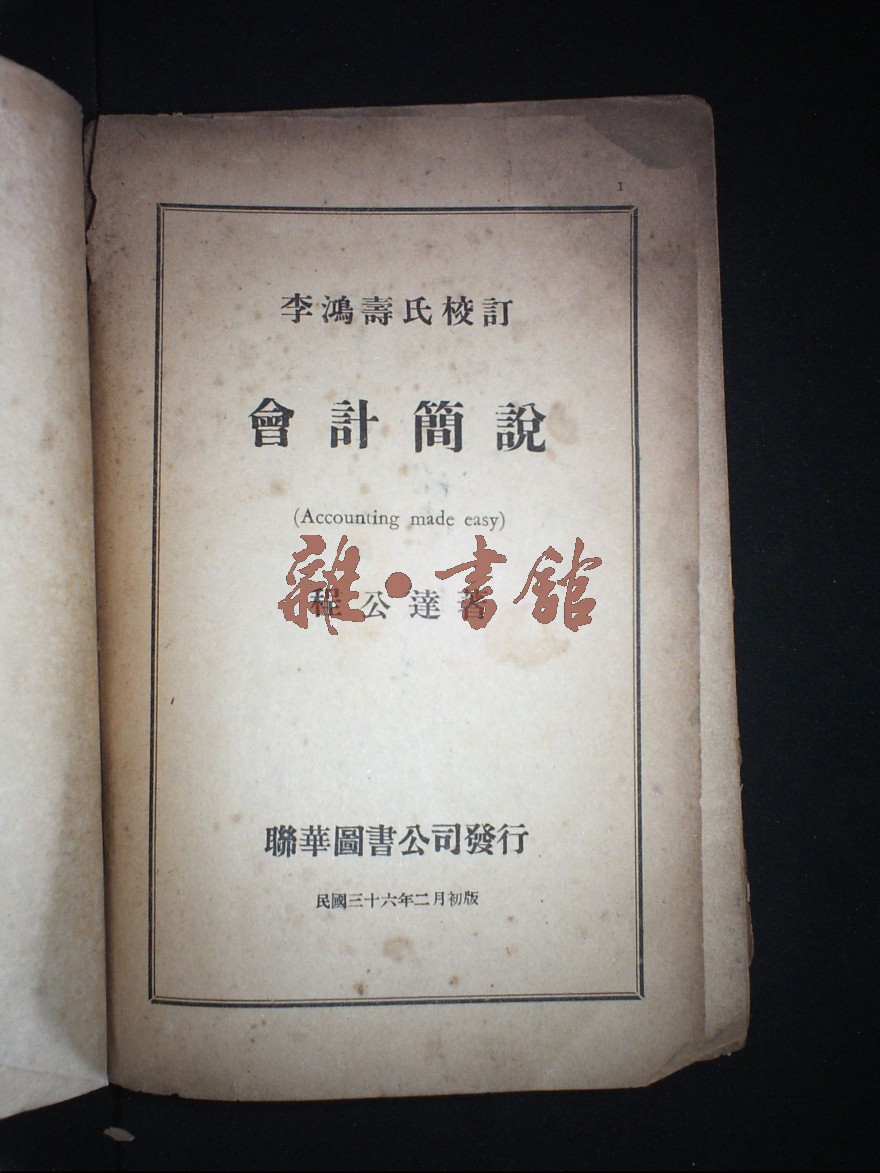 1
李鴻壽氏校訂
會計簡說
(Accounting made easy)
程公達著
雜·書館
聯華圖書公司發行
民國三十六年二月初版